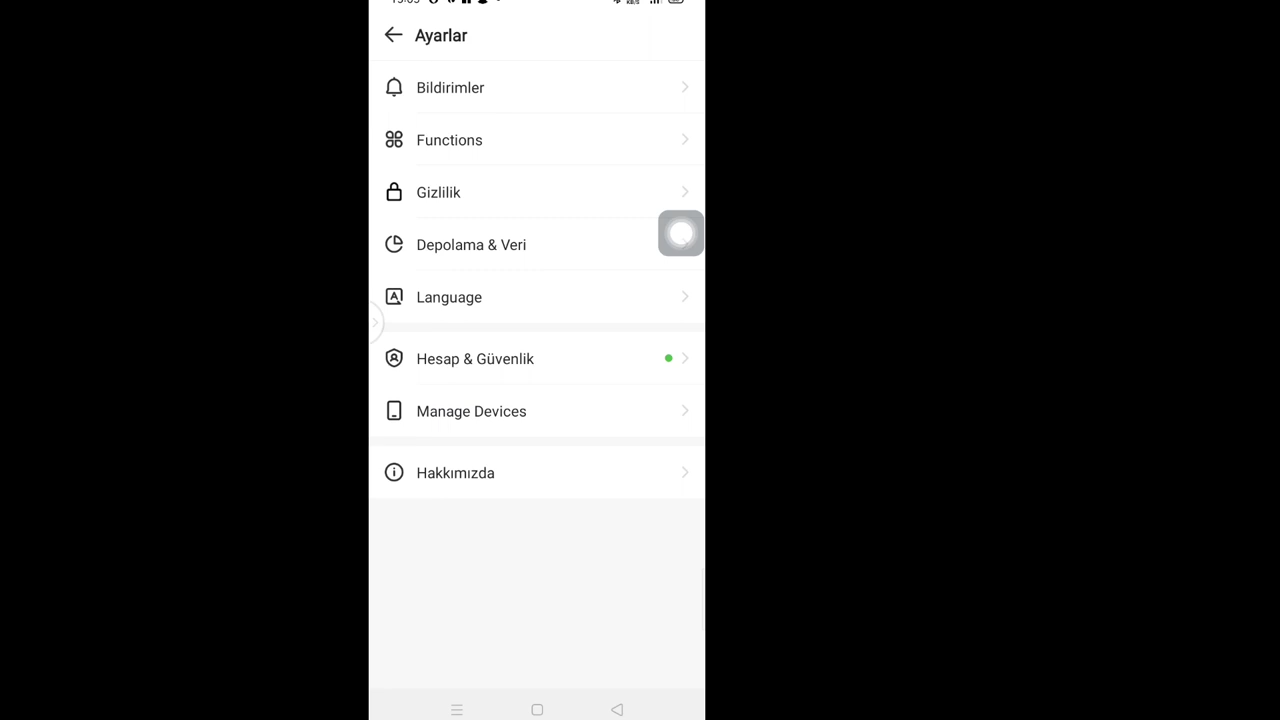 Ayarlar
Bildirimler
Functions
Gizlilik
Depolama & Veri
Language
Hesap & Güvenlik
Manage Devices
Hakkımızda